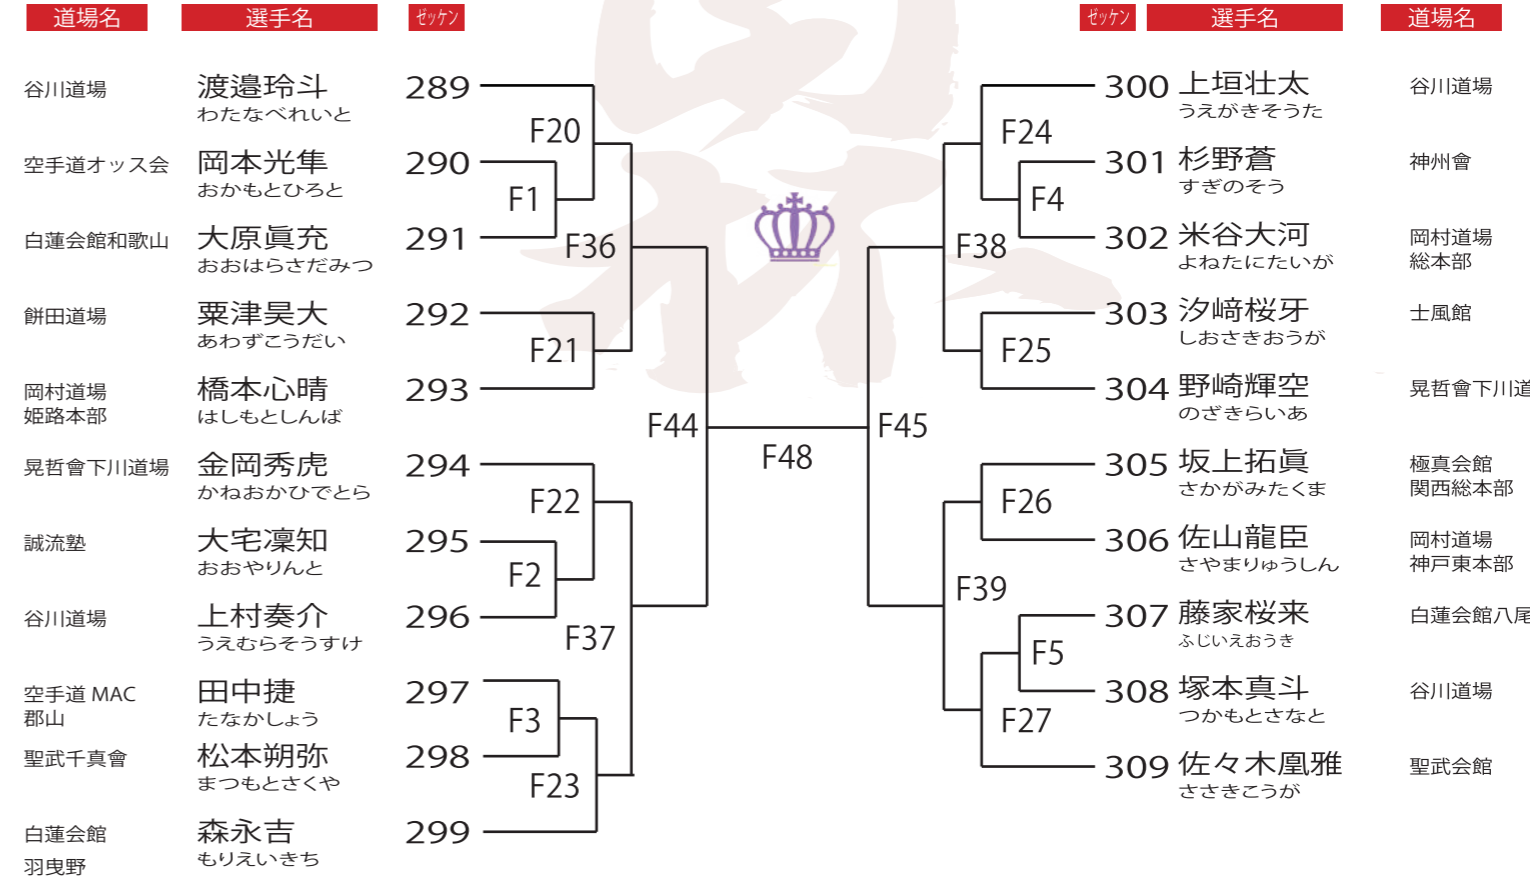 道場名 選手名 ゼッケン
谷川道場 渡邉玲斗 289
わたなべれいと
空手道オッス会 岡本光隼 290
おかもとひろと
白蓮会館和歌山 大原眞充 291
おおはらさだみつ
餅田道場 粟津昊大 292
あわずこうだい
岡村道場 橋本心晴 293
姫路本部 はしもとしんば
晃哲會下川道場 金岡秀虎 294
かねおかひでとら
誠流塾 大宅凜知 295
おおやりんと
谷川道場 上村奏介 296
うえむらそうすけ
空手道 MAC 田中捷 297
郡山 たなかしょう
聖武千真會 松本朔弥 298
まつもとさくや
白蓮会館 森永吉 299
羽曳野 もりえいきち
F20
F1
F36
F21
F44
F22
F2
F37
F3
F23
F48
F24
F4
F38
F25
F45
F26
F39
F5
F27
ゼッケン 選手名 道場名
300 上垣壮太 谷川道場
うえがきそうた
301 杉野蒼 神州會
すぎのそう
302 米谷大河 岡村道場
よねたにたいが 総本部
303 汐﨑桜牙 士風館
しおさきおうが
304 野崎輝空 晃哲會下川道
のざきらいあ
305 坂上拓眞 極真会館
さかがみたくま 関西総本部
306 佐山龍臣 岡村道場
さやまりゅうしん 神戸東本部
307 藤家桜来 白蓮会館八尾
ふじいえおうき
308 塚本真斗 谷川道場
つかもとさなと
309 佐々木凰雅 聖武会館
ささきこうが